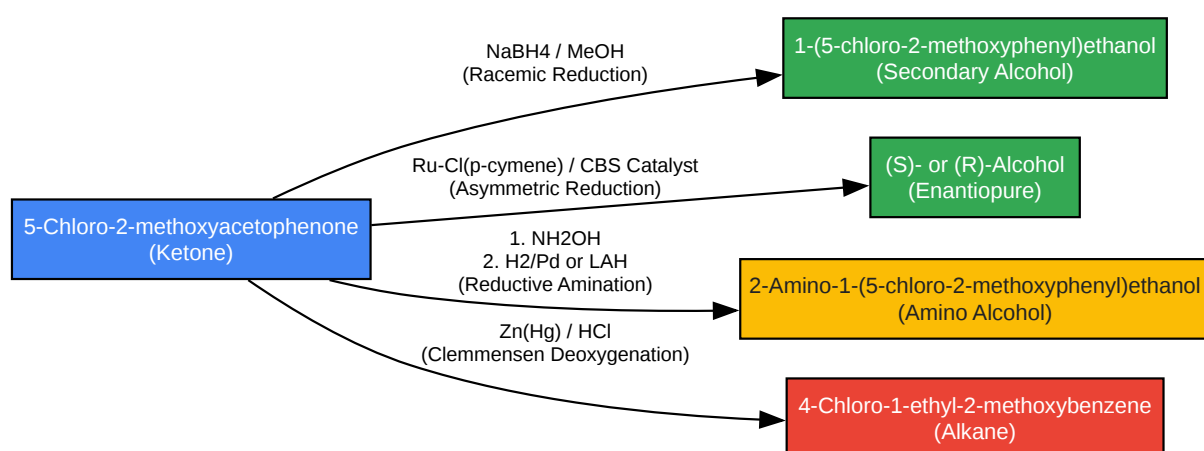 NaBH4 / MeOH
(Racemic Reduction)
1-(5-chloro-2-methoxyphenyl)ethanol
(Secondary Alcohol)
Ru-Cl(p-cymene) / CBS Catalyst
(Asymmetric Reduction)
(S)- or (R)-Alcohol
(Enantiopure)
5-Chloro-2-methoxyacetophenone
(Ketone)
1. NH2OH
2. H2/Pd or LAH
(Reductive Amination)
2-Amino-1-(5-chloro-2-methoxyphenyl)ethanol
(Amino Alcohol)
Zn(Hg) / HCl
(Clemmensen Deoxygenation)
4-Chloro-1-ethyl-2-methoxybenzene
(Alkane)